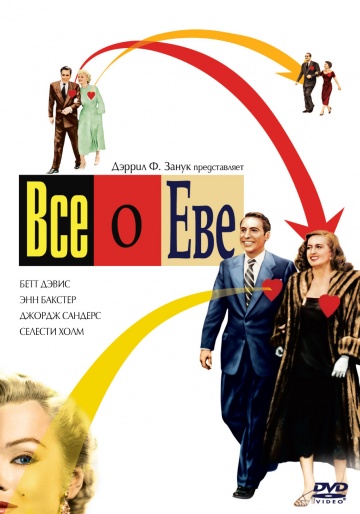 Дэррил Ф. Занук представляет
Все о Еве
БЕТТ ДЭВИС
ЭНН БАКСТЕР
ДЖОРДЖ САНДЕРС
СЕЛЕСТИ ХОЛМ
DVD
VIDEO